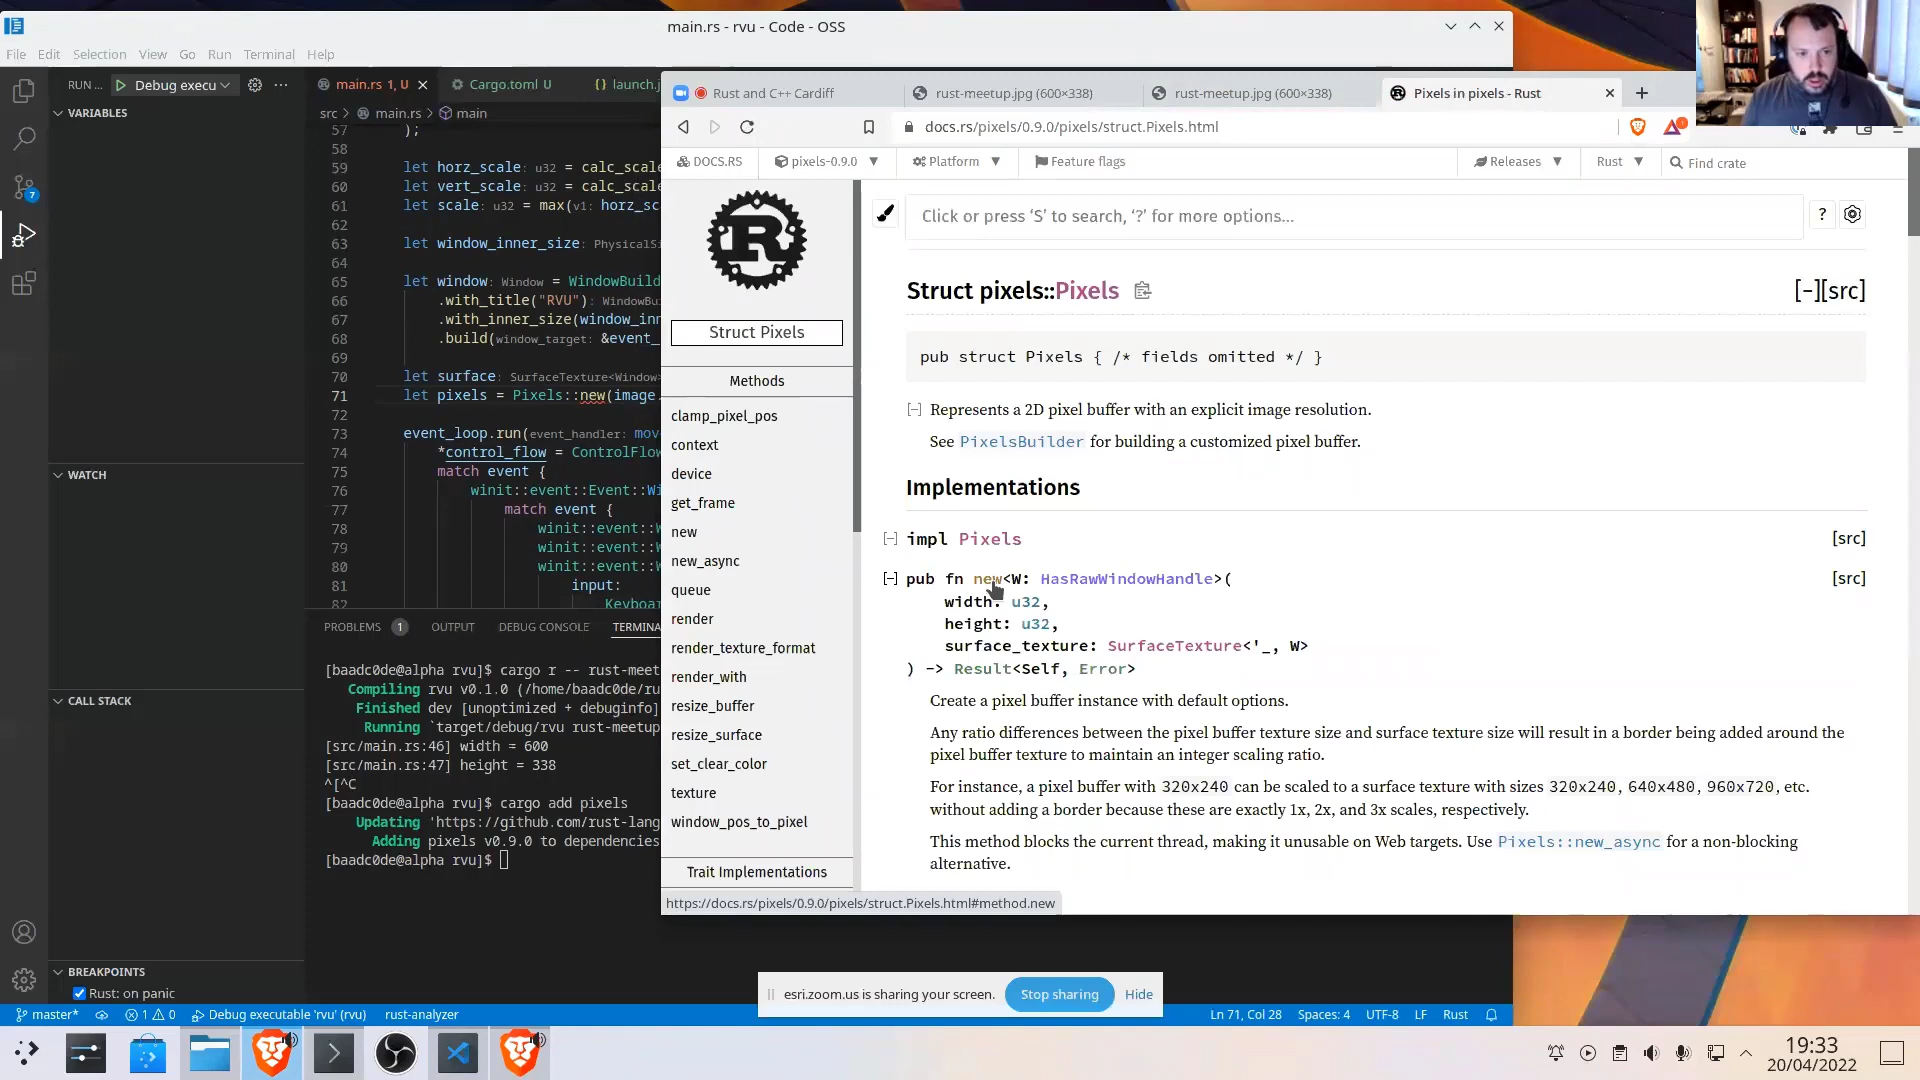 main.rs - rvu - Code - OSS
File Edit Selection View Go Run Terminal Help
RUN ... Debug execu
main.rs 1, U
Cargo.toml U
launch.j
src > main.rs > main
VARIABLES
WATCH
CALL STACK
BREAKPOINTS
Rust: on panic
57 );
58
59 let horz_scale: u32 = calc_scale
60 let vert_scale: u32 = calc_scale
61 let scale: u32 = max(v1: horz_sc
62
63 let window_inner_size: PhysicalSi
64
65 let window: Window = WindowBuild
66 .with_title("RVU"): WindowBu
67 .with_inner_size(window_inn
68 .build(window_target: &event_
69
70 let surface: SurfaceTexture<Window>
71 let pixels = Pixels::new(image.
72
73 event_loop.run(event_handler: mov
74 *control_flow = ControlFlo
75 match event {
76 winit::event::Event::Wi
77 match event {
78 winit::event::W
79 winit::event::W
80 winit::event::W
81 input:
82 Keyboar
PROBLEMS 1 OUTPUT DEBUG CONSOLE TERMINA
[baadc0de@alpha rvu]$ cargo r -- rust-meet
Compiling rvu v0.1.0 (/home/baadc0de/ru
Finished dev [unoptimized + debuginfo]
Running `target/debug/rvu rust-meetup
[src/main.rs:46] width = 600
[src/main.rs:47] height = 338
^[^C
[baadc0de@alpha rvu]$ cargo add pixels
Updating 'https://github.com/rust-lang
Adding pixels v0.9.0 to dependencies
[baadc0de@alpha rvu]$
Rust and C++ Cardiff
rust-meetup.jpg (600×338)
rust-meetup.jpg (600×338)
Pixels in pixels - Rust
docs.rs/pixels/0.9.0/pixels/struct.Pixels.html
DOCS.RS pixels-0.9.0 Platform Feature flags Releases Rust Find crate
Struct Pixels
Methods
clamp_pixel_pos
context
device
get_frame
new
new_async
queue
render
render_texture_format
render_with
resize_buffer
resize_surface
set_clear_color
texture
window_pos_to_pixel
Trait Implementations
Click or press ‘S’ to search, ‘?’ for more options...
?
Struct pixels::Pixels
[-][src]
pub struct Pixels { /* fields omitted */ }
[-] Represents a 2D pixel buffer with an explicit image resolution.
See PixelsBuilder for building a customized pixel buffer.
Implementations
[-] impl Pixels [src]
[-] pub fn new<W: HasRawWindowHandle>( [src]
width: u32,
height: u32,
surface_texture: SurfaceTexture<'_, W>
) -> Result<Self, Error>
Create a pixel buffer instance with default options.
Any ratio differences between the pixel buffer texture size and surface texture size will result in a border being added around the
pixel buffer texture to maintain an integer scaling ratio.
For instance, a pixel buffer with 320x240 can be scaled to a surface texture with sizes 320x240, 640x480, 960x720, etc.
without adding a border because these are exactly 1x, 2x, and 3x scales, respectively.
This method blocks the current thread, making it unusable on Web targets. Use Pixels::new_async for a non-blocking
alternative.
https://docs.rs/pixels/0.9.0/pixels/struct.Pixels.html#method.new
esri.zoom.us is sharing your screen. Stop sharing Hide
master* 1 0 Debug executable 'rvu' (rvu) rust-analyzer
Ln 71, Col 28 Spaces: 4 UTF-8 LF Rust
7
19:33
20/04/2022